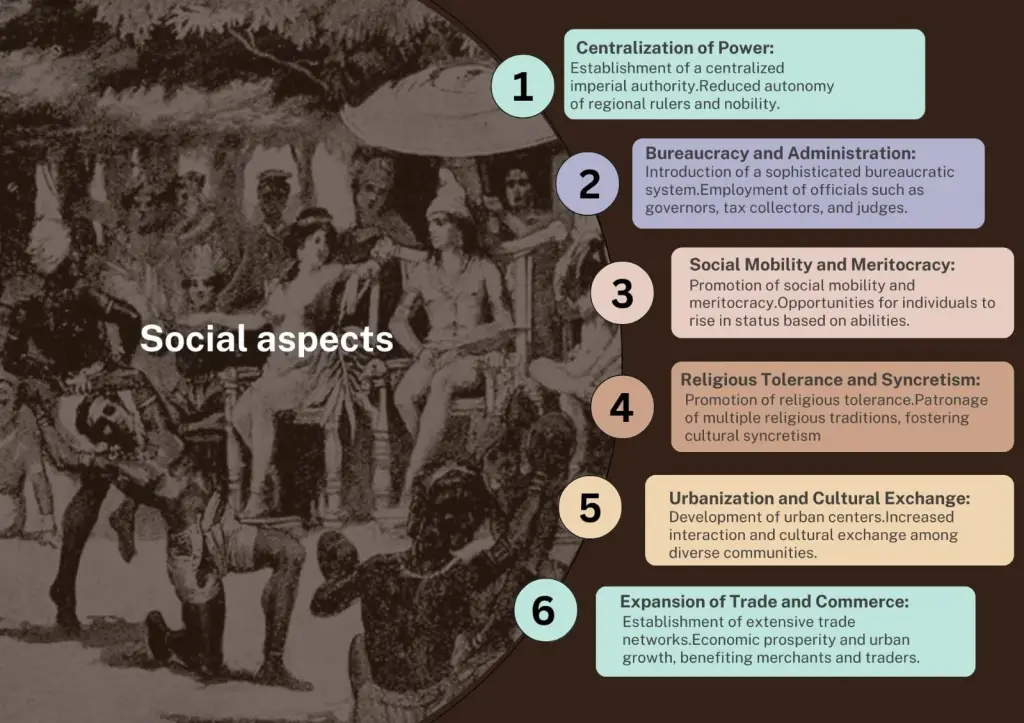 Social aspects
1
Centralization of Power:
Establishment of a centralized
imperial authority.Reduced autonomy
of regional rulers and nobility.
2
Bureaucracy and Administration:
Introduction of a sophisticated bureaucratic
system.Employment of officials such as
governors, tax collectors, and judges.
3
Social Mobility and Meritocracy:
Promotion of social mobility and
meritocracy.Opportunities for individuals to
rise in status based on abilities.
4
Religious Tolerance and Syncretism:
Promotion of religious tolerance.Patronage
of multiple religious traditions, fostering
cultural syncretism
5
Urbanization and Cultural Exchange:
Development of urban centers.Increased
interaction and cultural exchange among
diverse communities.
6
Expansion of Trade and Commerce:
Establishment of extensive trade
networks.Economic prosperity and urban
growth, benefiting merchants and traders.